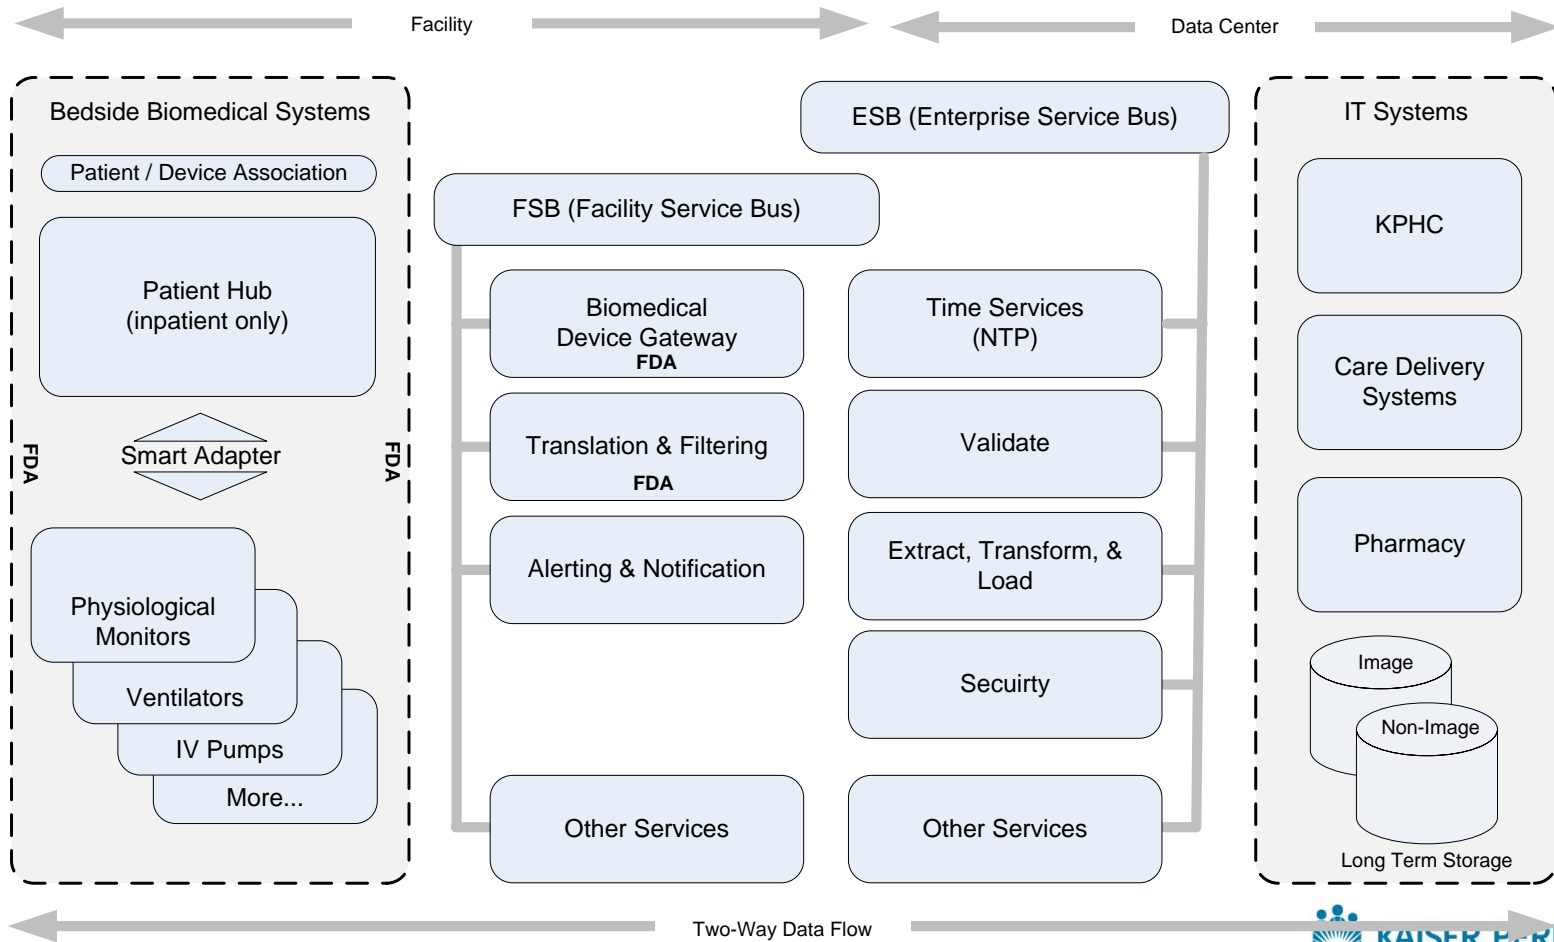 Facility
Data Center
Bedside Biomedical Systems
Patient / Device Association
Patient Hub
(inpatient only)
FDA
Smart Adapter
FDA
Physiological
Monitors
Ventilators
IV Pumps
More...
FSB (Facility Service Bus)
Biomedical
Device Gateway
FDA
Translation & Filtering
FDA
Alerting & Notification
Other Services
ESB (Enterprise Service Bus)
Time Services
(NTP)
Validate
Extract, Transform, &
Load
Secuirty
Other Services
IT Systems
KPHC
Care Delivery
Systems
Pharmacy
Image
Non-Image
Long Term Storage
Two-Way Data Flow
KAISER PER